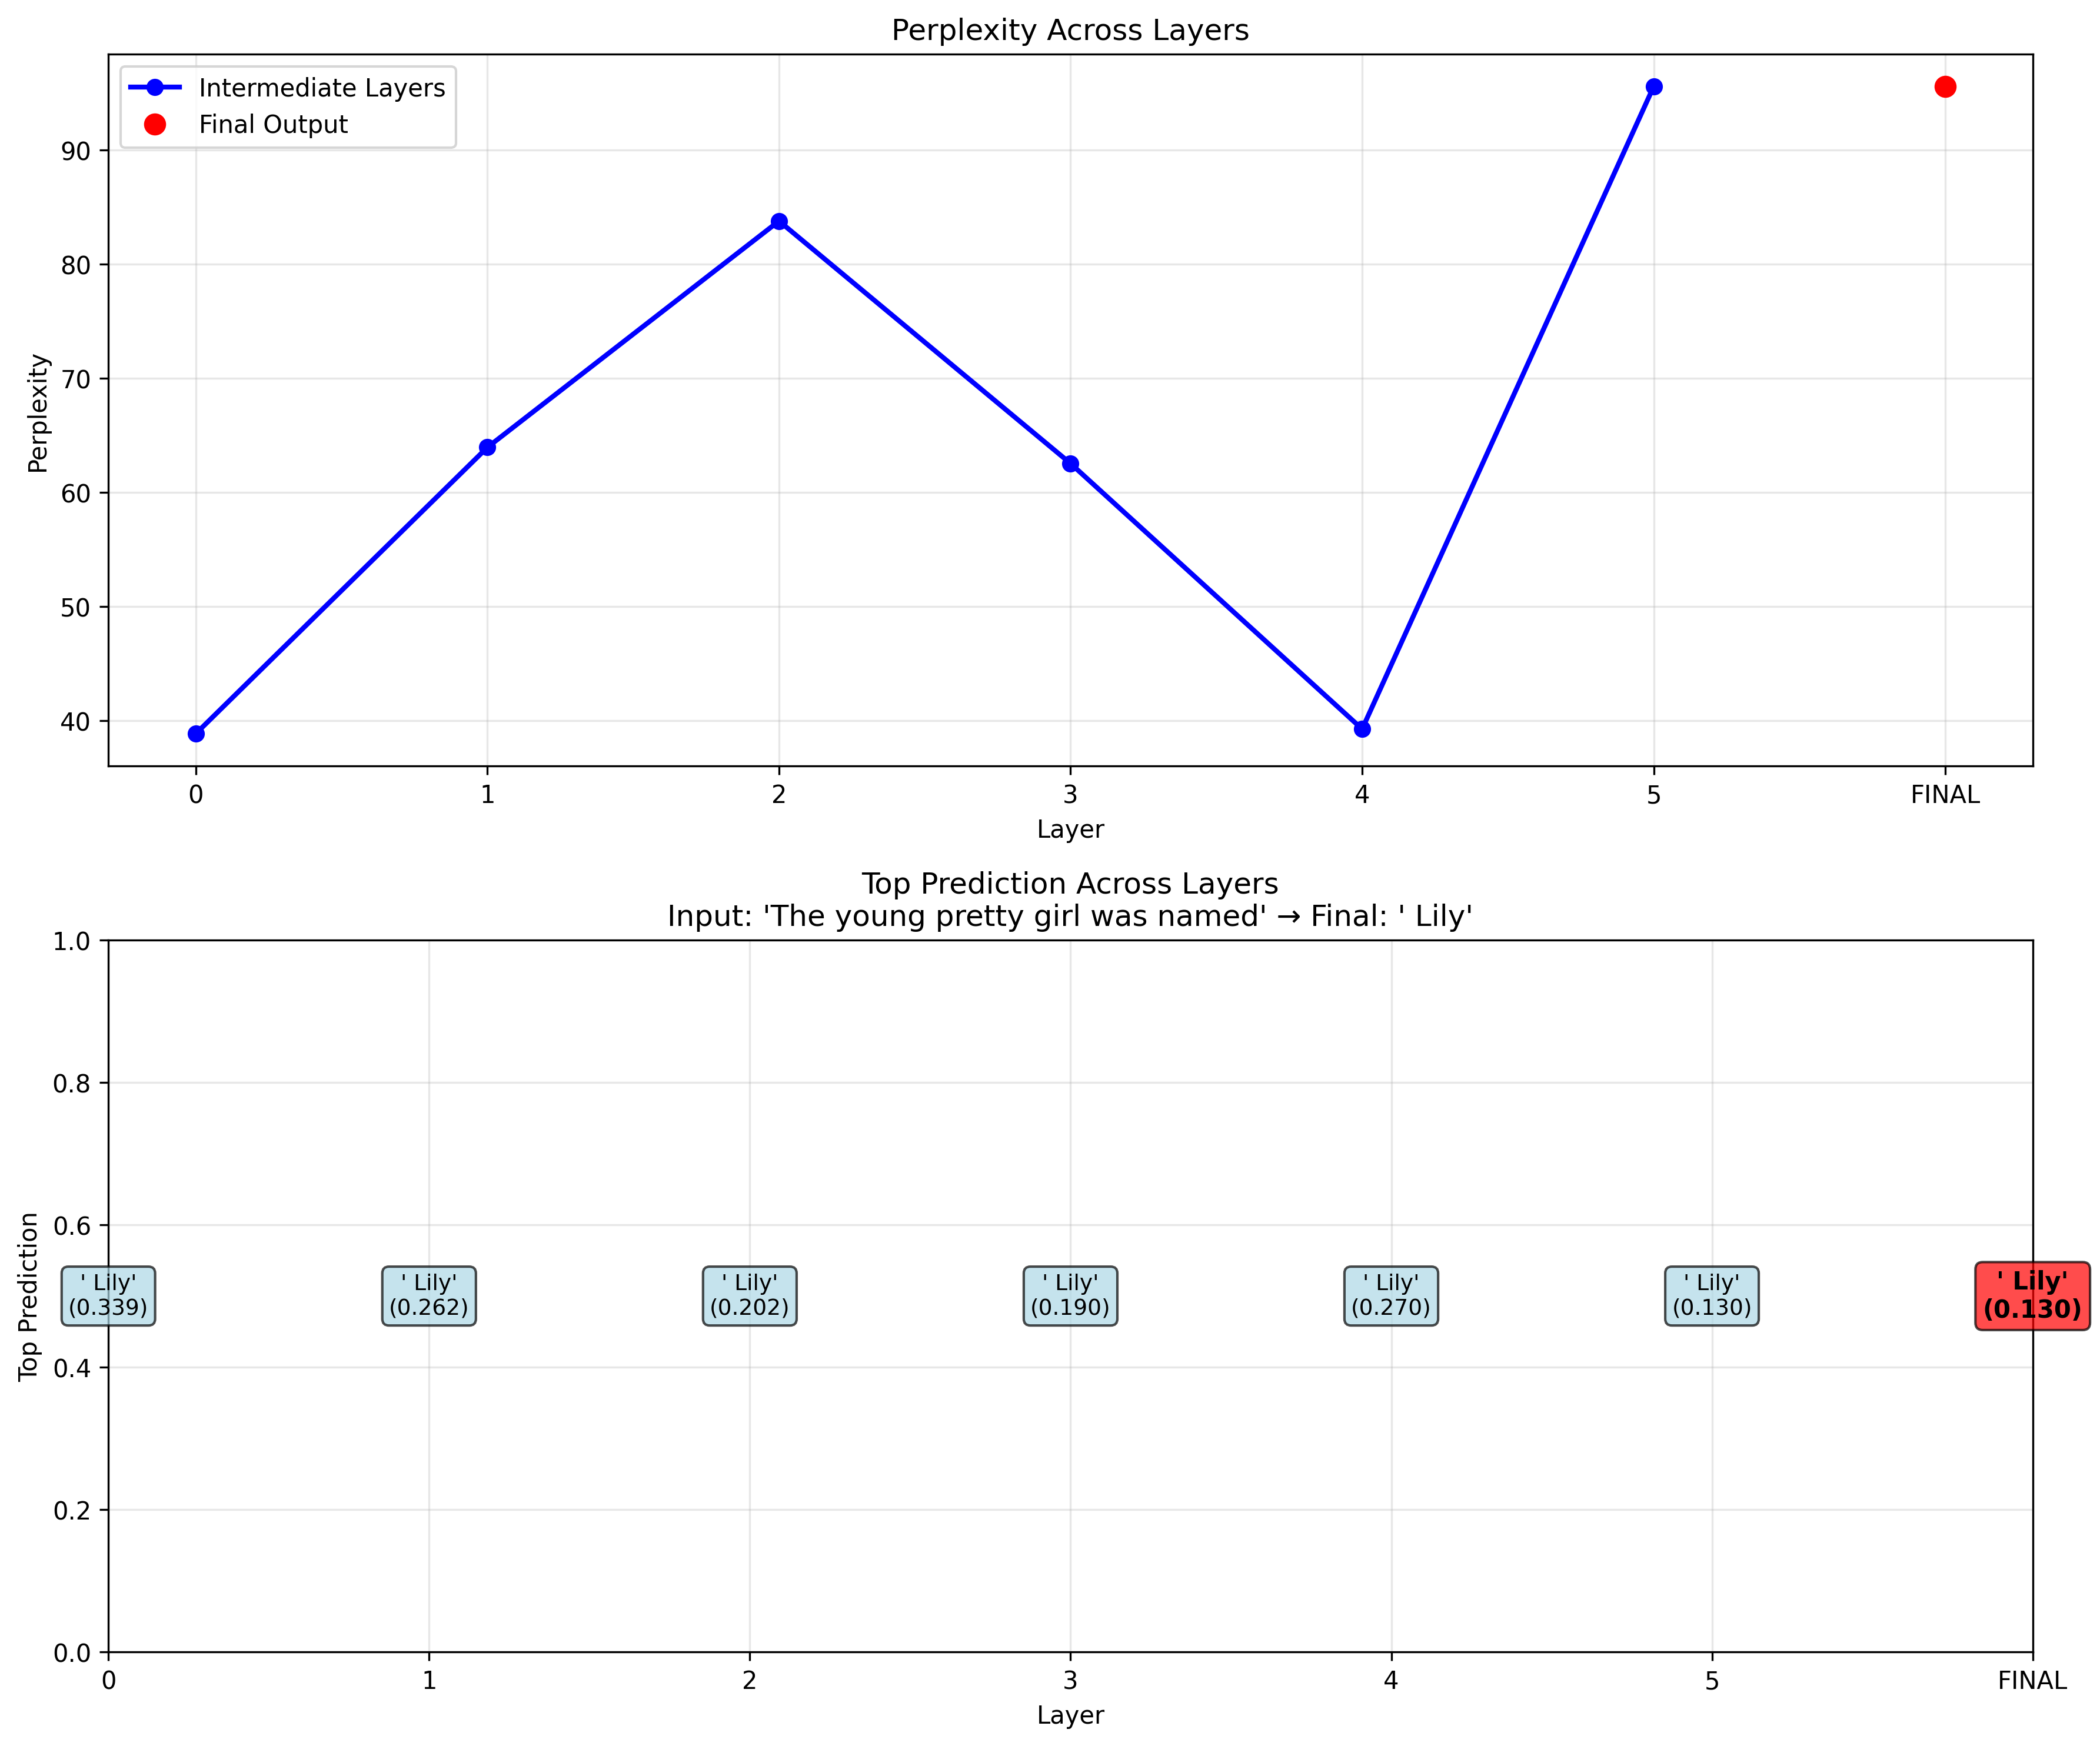 Perplexity Across Layers
Intermediate Layers
Final Output
Perplexity
90
80
70
60
50
40
0 1 2 3 4 5 FINAL
Layer
Top Prediction Across Layers
Input: 'The young pretty girl was named' → Final: ' Lily'
Top Prediction
1.0
0.8
0.6
0.4
0.2
0.0
' Lily'
(0.339)
' Lily'
(0.262)
' Lily'
(0.202)
' Lily'
(0.190)
' Lily'
(0.270)
' Lily'
(0.130)
' Lily'
(0.130)
0 1 2 3 4 5 FINAL
Layer